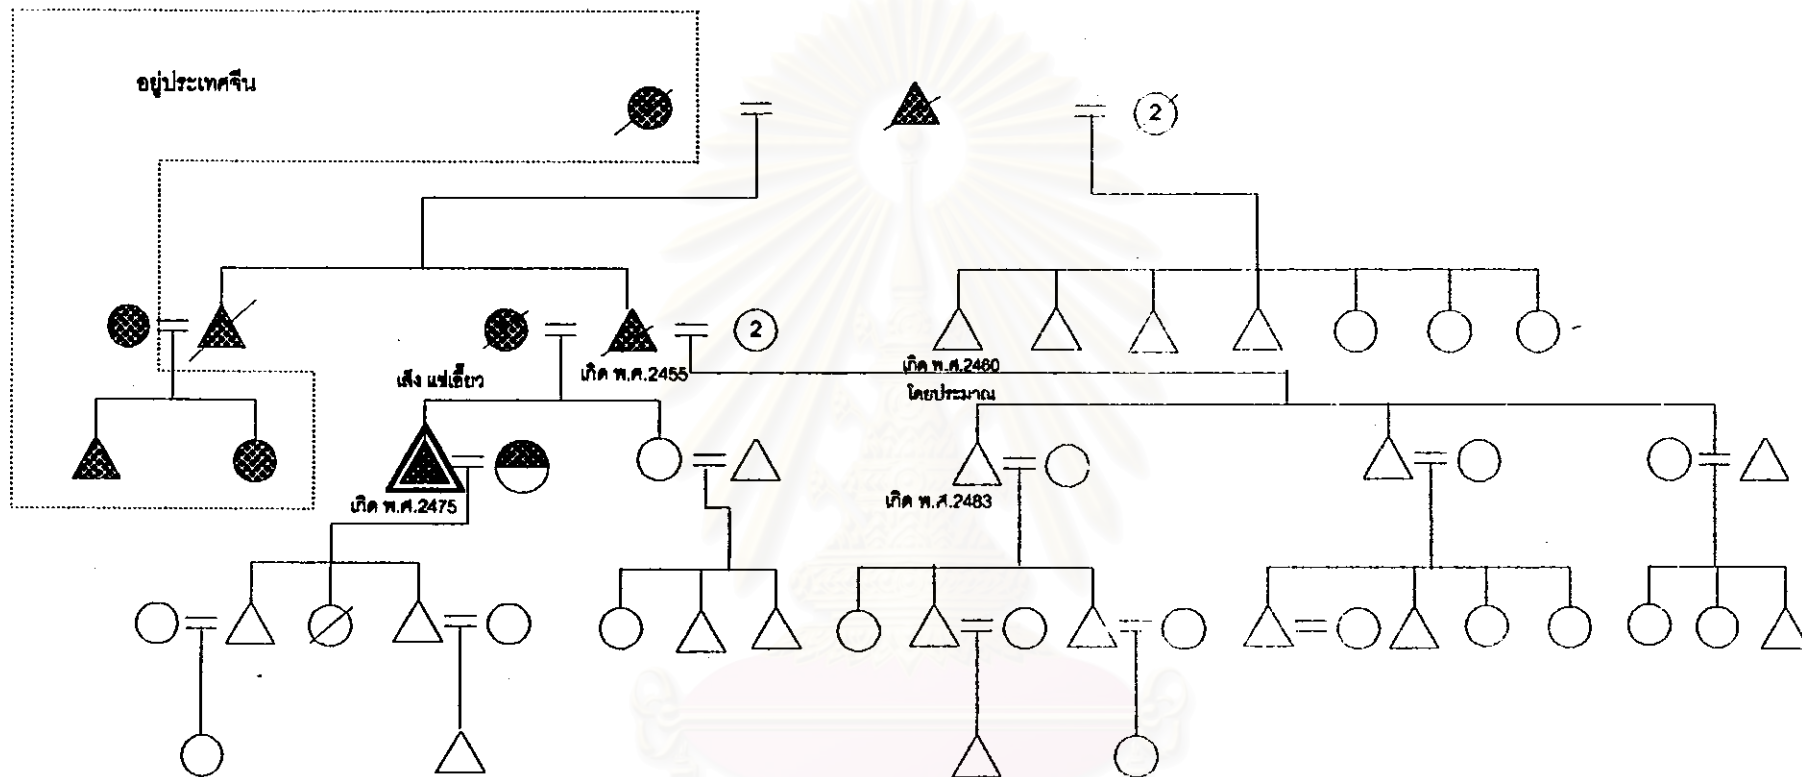 อยู่ประเทศจีน
2
2
เส็ง แซ่เอี๊ยว
เกิด พ.ศ.2455
เกิด พ.ศ.2460
โดยประมาณ
เกิด พ.ศ.2475
เกิด พ.ศ.2483